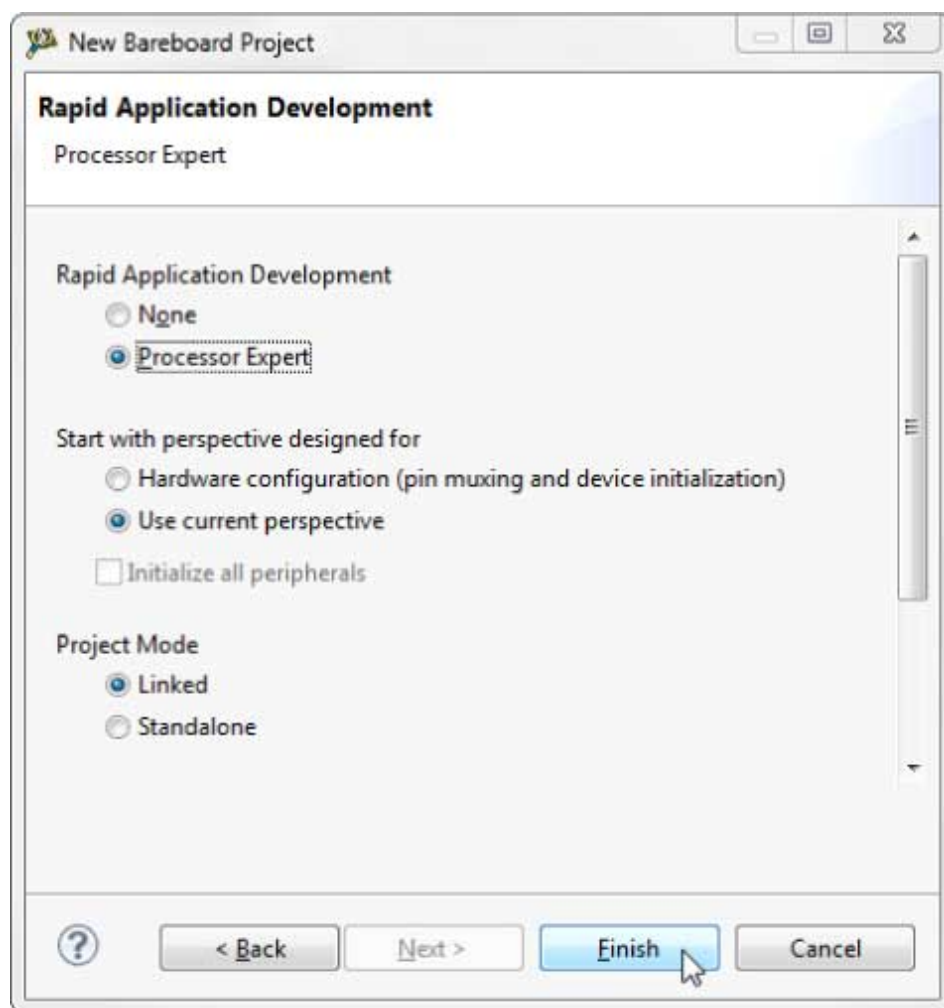 New Bareboard Project
Rapid Application Development
Processor Expert
Rapid Application Development
None
Processor Expert
Start with perspective designed for
Hardware configuration (pin muxing and device initialization)
Use current perspective
Initialize all peripherals
Project Mode
Linked
Standalone
? < Back Next > Finish Cancel